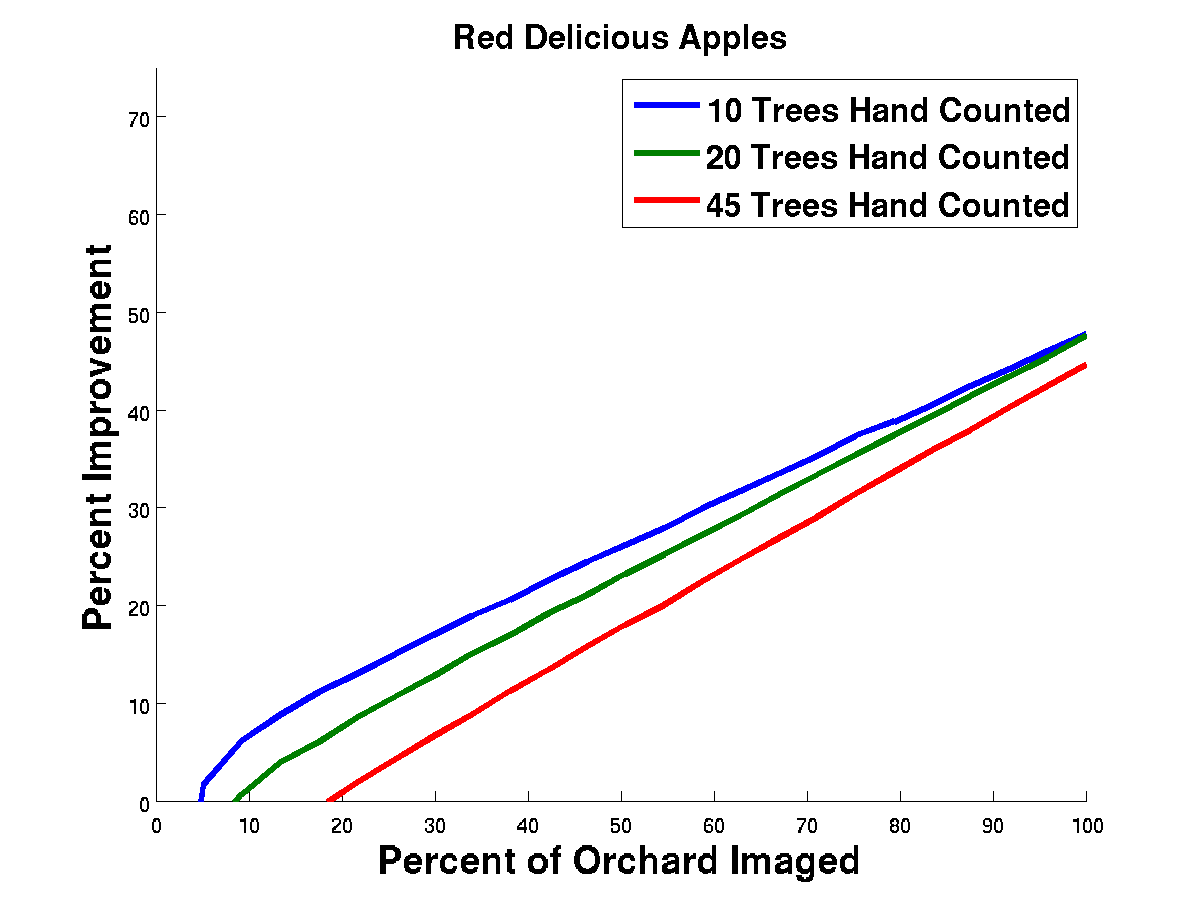 Red Delicious Apples
10 Trees Hand Counted
20 Trees Hand Counted
45 Trees Hand Counted
Percent Improvement
70
60
50
40
30
20
10
0
0 10 20 30 40 50 60 70 80 90 100
Percent of Orchard Imaged